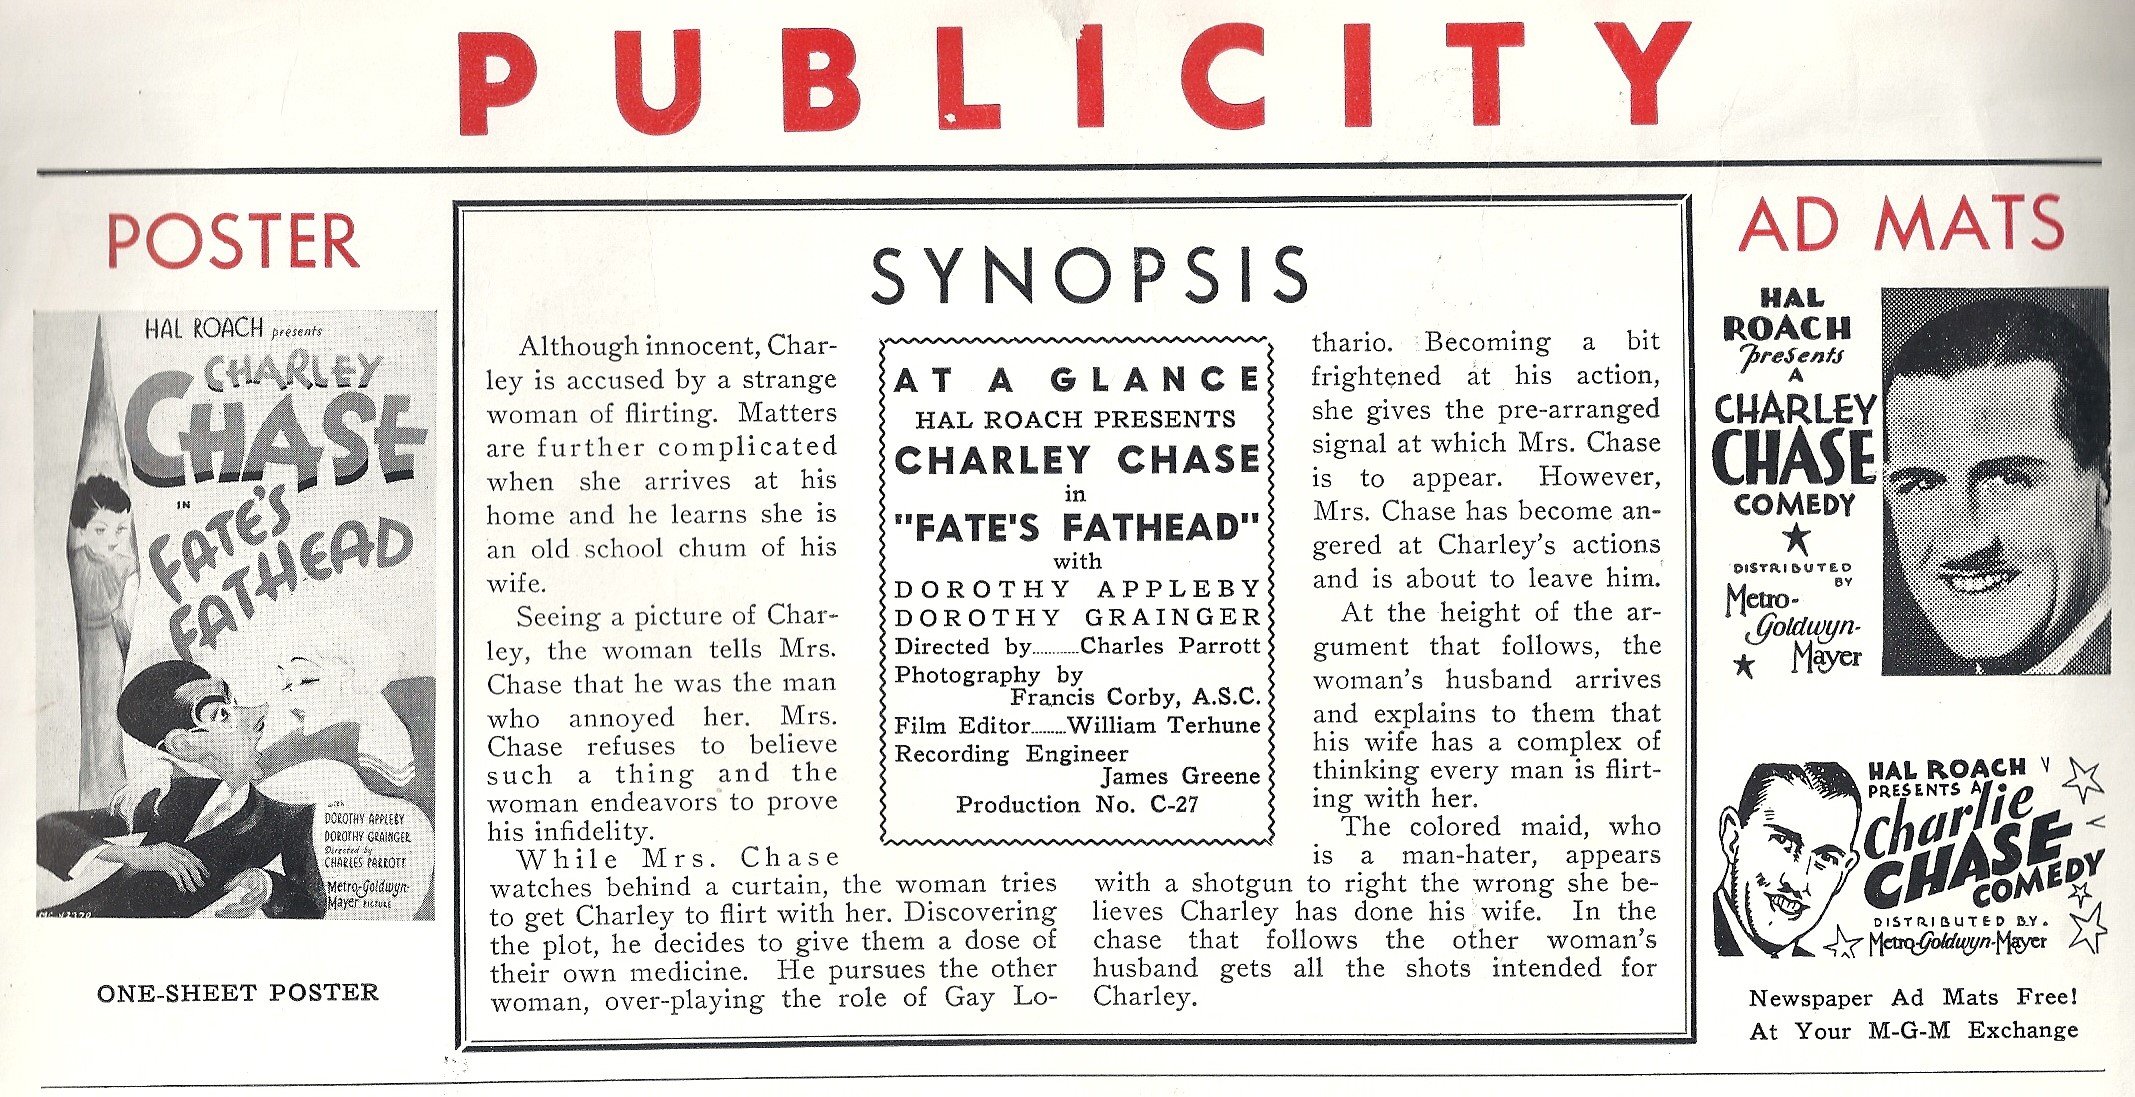 PUBLICITY
POSTER
HAL ROACH presents
CHARLEY
CHASE
IN
FATE'S
FATHEAD
with
DOROTHY APPLEBY
DOROTHY GRAINGER
Directed by
CHARLES PARROTT
Metro-Goldwyn-
Mayer PICTURE
ONE-SHEET POSTER
SYNOPSIS
Although innocent, Char-
ley is accused by a strange
woman of flirting. Matters
are further complicated
when she arrives at his
home and he learns she is
an old school chum of his
wife.
Seeing a picture of Char-
ley, the woman tells Mrs.
Chase that he was the man
who annoyed her. Mrs.
Chase refuses to believe
such a thing and the
woman endeavors to prove
his infidelity.
While Mrs. Chase
watches behind a curtain, the woman tries
to get Charley to flirt with her. Discovering
the plot, he decides to give them a dose of
their own medicine. He pursues the other
woman, over-playing the role of Gay Lo-
AT A GLANCE
HAL ROACH PRESENTS
CHARLEY CHASE
in
"FATE'S FATHEAD"
with
DOROTHY APPLEBY
DOROTHY GRAINGER
Directed by...........Charles Parrott
Photography by
Francis Corby, A.S.C.
Film Editor.........William Terhune
Recording Engineer
James Greene
Production No. C-27
thario. Becoming a bit
frightened at his action,
she gives the pre-arranged
signal at which Mrs. Chase
is to appear. However,
Mrs. Chase has become an-
gered at Charley's actions
and is about to leave him.
At the height of the ar-
gument that follows, the
woman's husband arrives
and explains to them that
his wife has a complex of
thinking every man is flirt-
ing with her.
The colored maid, who
is a man-hater, appears
with a shotgun to right the wrong she be-
lieves Charley has done his wife. In the
chase that follows the other woman's
husband gets all the shots intended for
Charley.
AD MATS
HAL
ROACH
presents
A
CHARLEY
CHASE
COMEDY
DISTRIBUTED
BY
Metro-
Goldwyn-
Mayer
HAL ROACH
PRESENTS A
Charlie
CHASE
COMEDY
DISTRIBUTED BY.
Metro-Goldwyn-Mayer
Newspaper Ad Mats Free!
At Your M-G-M Exchange